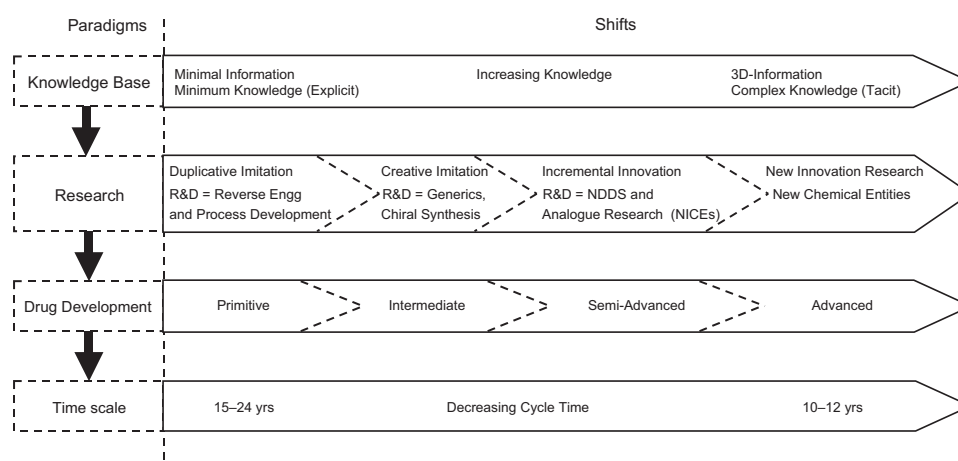 Paradigms
Shifts
Knowledge Base
Minimal Information
Minimum Knowledge (Explicit)
Increasing Knowledge
3D-Information
Complex Knowledge (Tacit)
Research
Duplicative Imitation
R&D = Reverse Engg
and Process Development
Creative Imitation
R&D = Generics,
Chiral Synthesis
Incremental Innovation
R&D = NDDS and
Analogue Research (NICEs)
New Innovation Research
New Chemical Entities
Drug Development
Primitive
Intermediate
Semi-Advanced
Advanced
Time scale
15–24 yrs
Decreasing Cycle Time
10–12 yrs